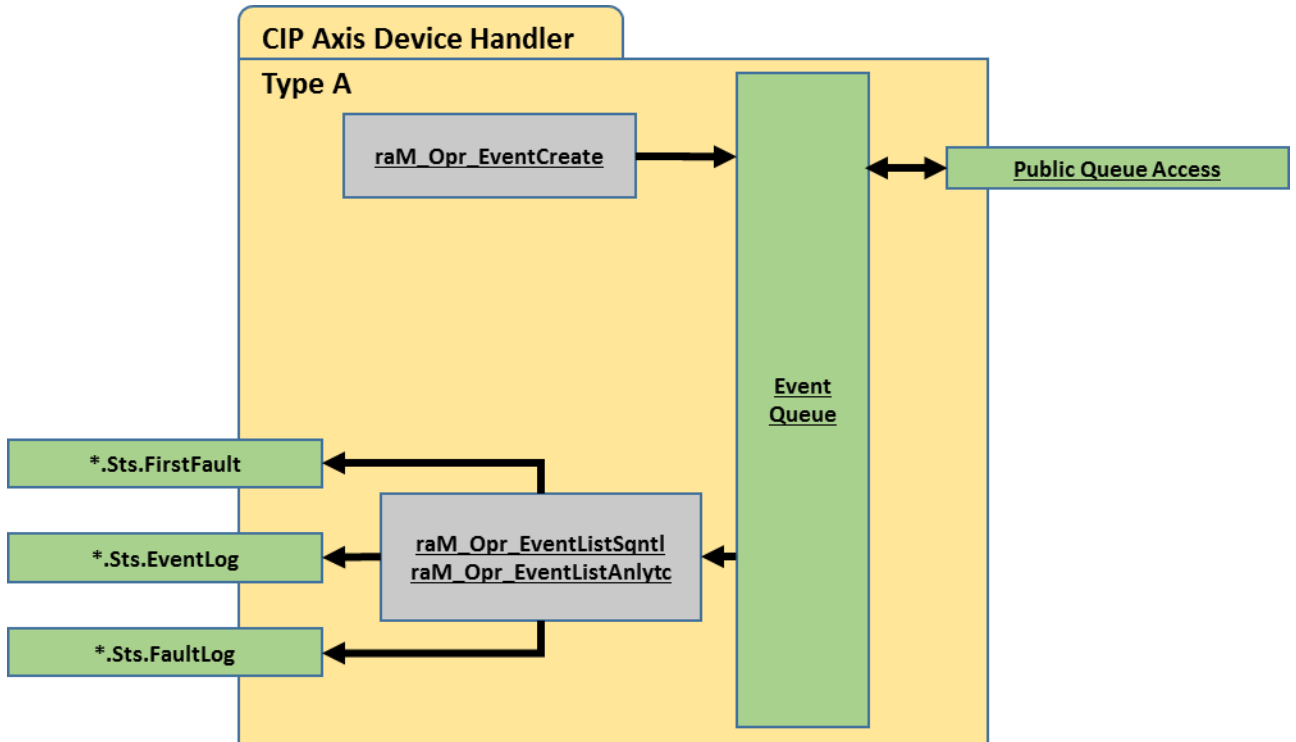 CIP Axis Device Handler
Type A
raM_Opr_EventCreate
Public Queue Access
Event
Queue
*.Sts.FirstFault
*.Sts.EventLog
*.Sts.FaultLog
raM_Opr_EventListSqntl
raM_Opr_EventListAnlytc